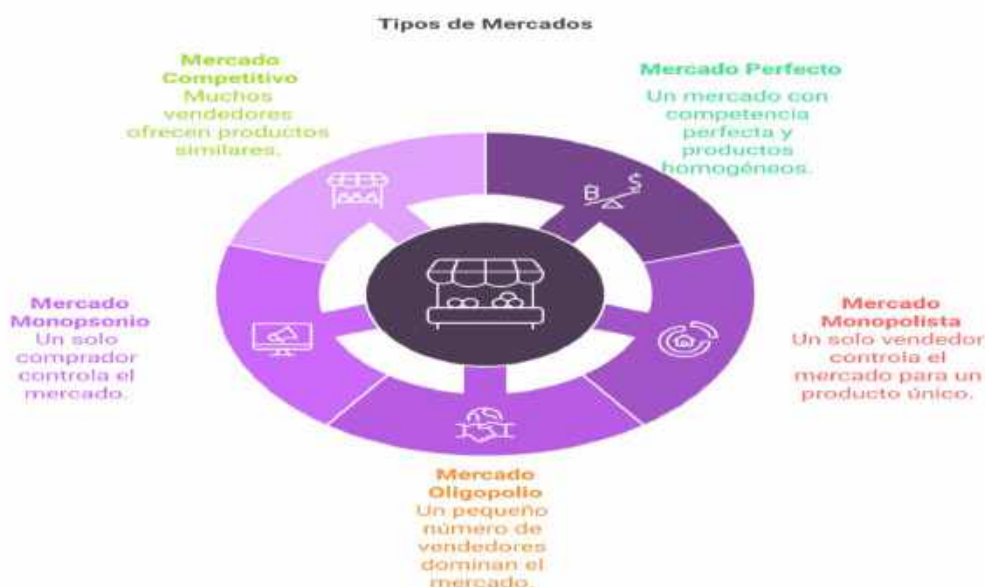 Tipos de Mercados
Mercado
Competitivo
Muchos
vendedores
ofrecen productos
similares.
Mercado Perfecto
Un mercado con
competencia
perfecta y
productos
homogéneos.
Mercado
Monopsonio
Un solo
comprador
controla el
mercado.
Mercado
Monopolista
Un solo vendedor
controla el
mercado para un
producto único.
Mercado
Oligopolio
Un pequeño
número de
vendedores
dominan el
mercado.
B
$